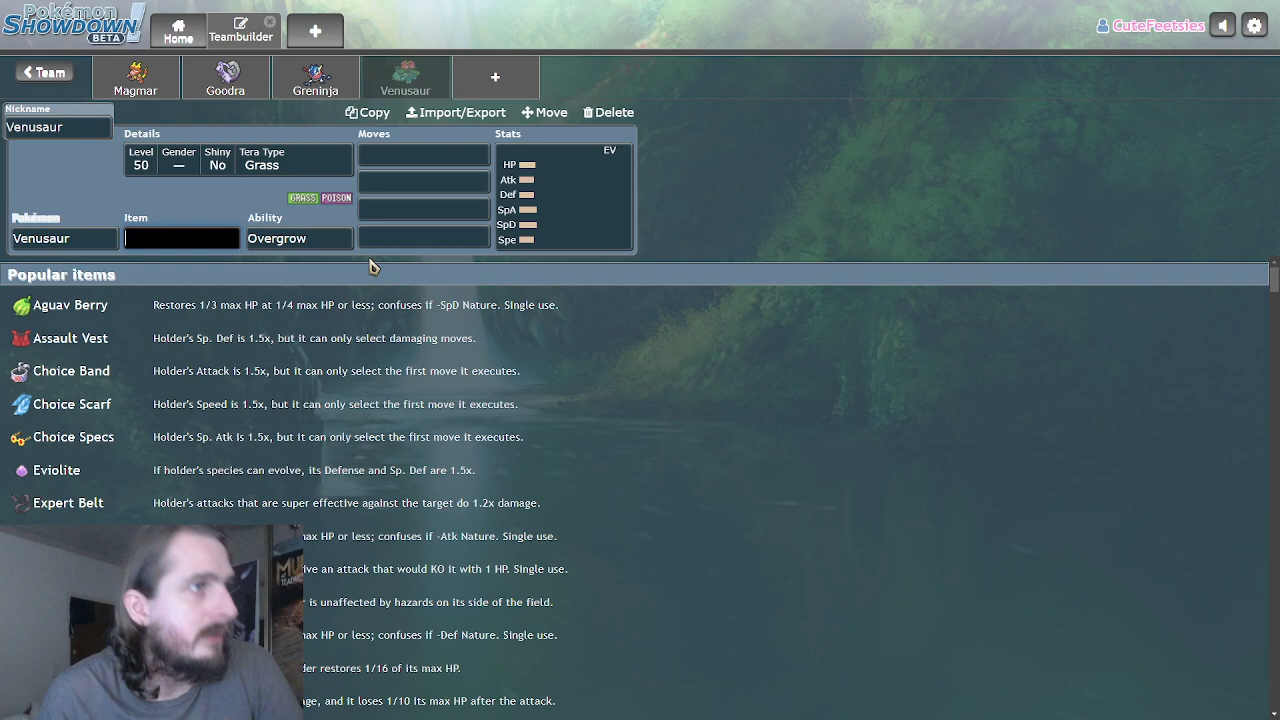 Pokémon
SHOWDOWN!
BETA
Home
Teambuilder
+
CuteFeetsies
< Team
Magmar
Goodra
Greninja
Venusaur
+
Nickname
Venusaur
Copy
Import/Export
Move
Delete
Details
Moves
Stats
Level
50
Gender
—
Shiny
No
Tera Type
Grass
EV
HP
Atk
Def
SpA
SpD
Spe
GRASS POISON
Pokémon
Venusaur
Item
Ability
Overgrow
Popular items
Aguav Berry Restores 1/3 max HP at 1/4 max HP or less; confuses if -SpD Nature. Single use.
Assault Vest Holder's Sp. Def is 1.5x, but it can only select damaging moves.
Choice Band Holder's Attack is 1.5x, but it can only select the first move it executes.
Choice Scarf Holder's Speed is 1.5x, but it can only select the first move it executes.
Choice Specs Holder's Sp. Atk is 1.5x, but it can only select the first move it executes.
Eviolite If holder's species can evolve, its Defense and Sp. Def are 1.5x.
Expert Belt Holder's attacks that are super effective against the target do 1.2x damage.
max HP or less; confuses if -Atk Nature. Single use.
an attack that would KO it with 1 HP. Single use.
is unaffected by hazards on its side of the field.
max HP or less; confuses if -Def Nature. Single use.
restores 1/16 of its max HP.
and it loses 1/10 its max HP after the attack.